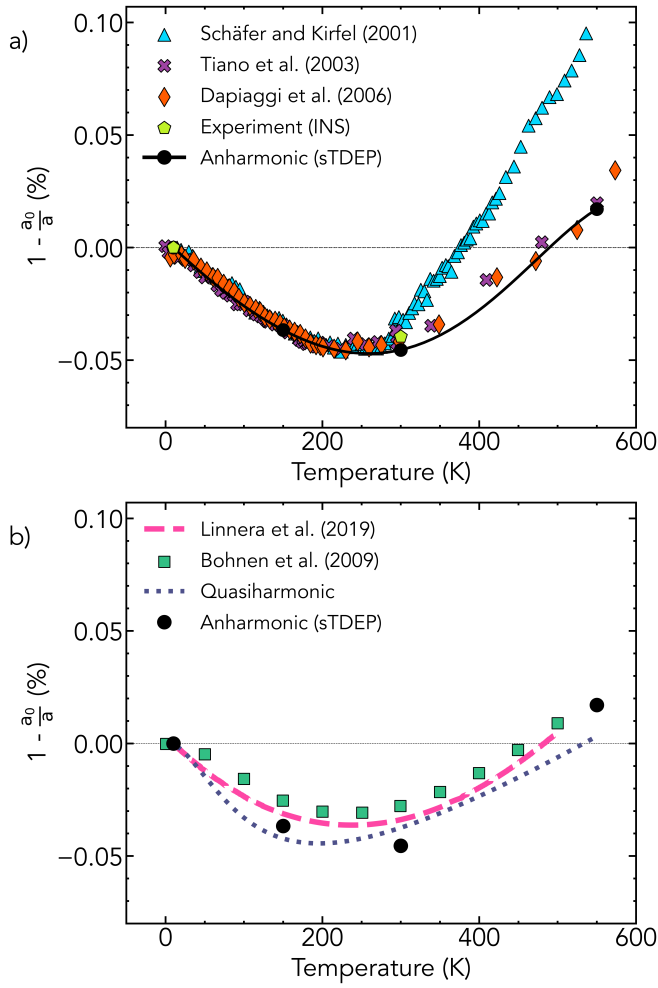 a)
0.10
0.05
0.00
−0.05
1 - a₀/a (%)
Schäfer and Kirfel (2001)
Tiano et al. (2003)
Dapiaggi et al. (2006)
Experiment (INS)
Anharmonic (sTDEP)
0 200 400 600
Temperature (K)
b)
0.10
0.05
0.00
−0.05
1 - a₀/a (%)
Linnera et al. (2019)
Bohnen et al. (2009)
Quasiharmonic
Anharmonic (sTDEP)
0 200 400 600
Temperature (K)